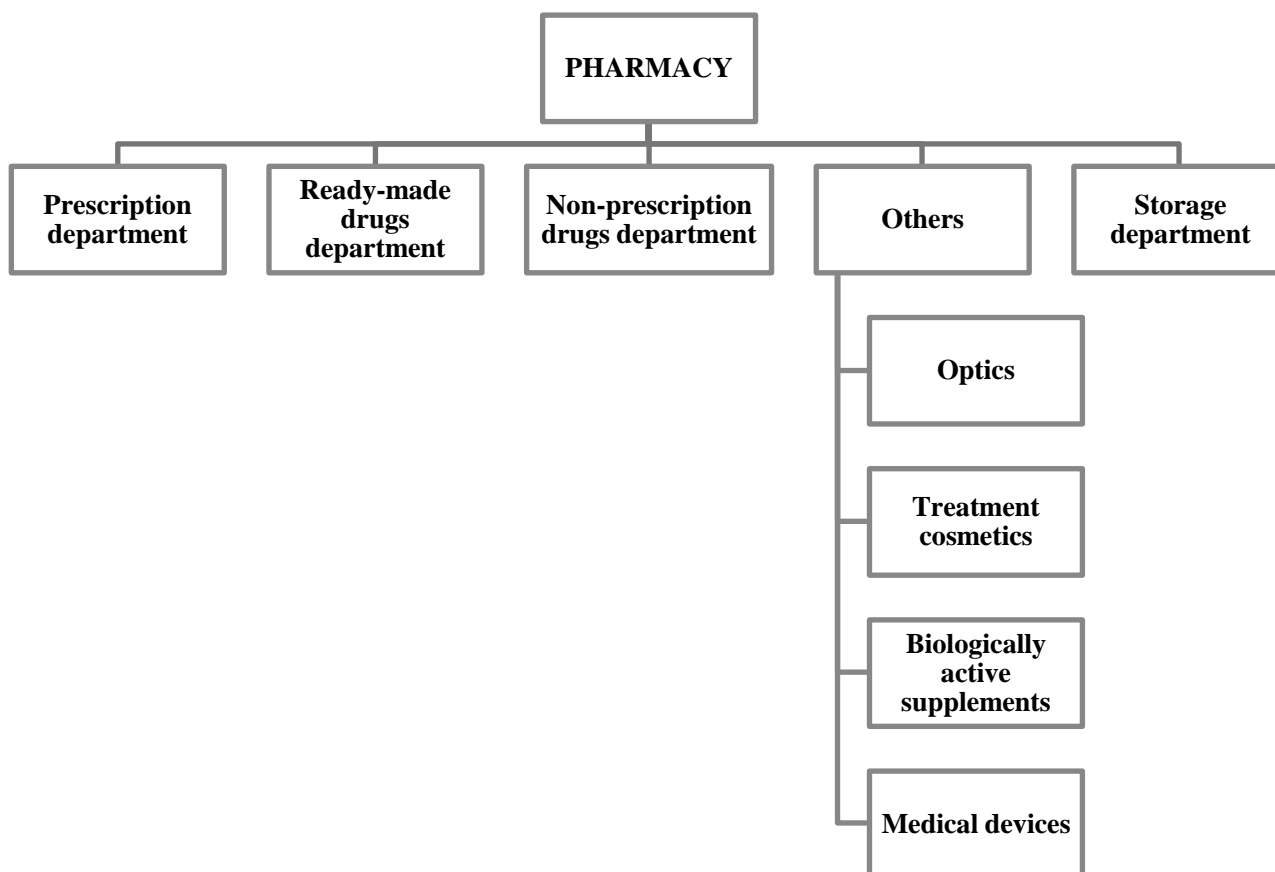 PHARMACY
Prescription
department
Ready-made
drugs
department
Non-prescription
drugs department
Others
Storage
department
Optics
Treatment
cosmetics
Biologically
active
supplements
Medical devices